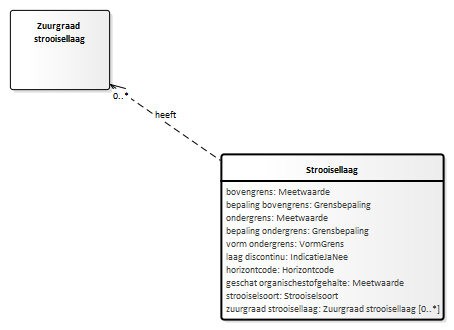 Zuurgraad
strooisellaag
0..*
heeft
Strooisellaag
bovengrens: Meetwaarde
bepaling bovengrens: Grensbepaling
ondergrens: Meetwaarde
bepaling ondergrens: Grensbepaling
vorm ondergrens: VormGrens
laag discontinu: IndicatieJaNee
horizontcode: Horizontcode
geschat organischestofgehalte: Meetwaarde
strooiselsoort: Strooiselsoort
zuurgraad strooisellaag: Zuurgraad strooisellaag [0..*]